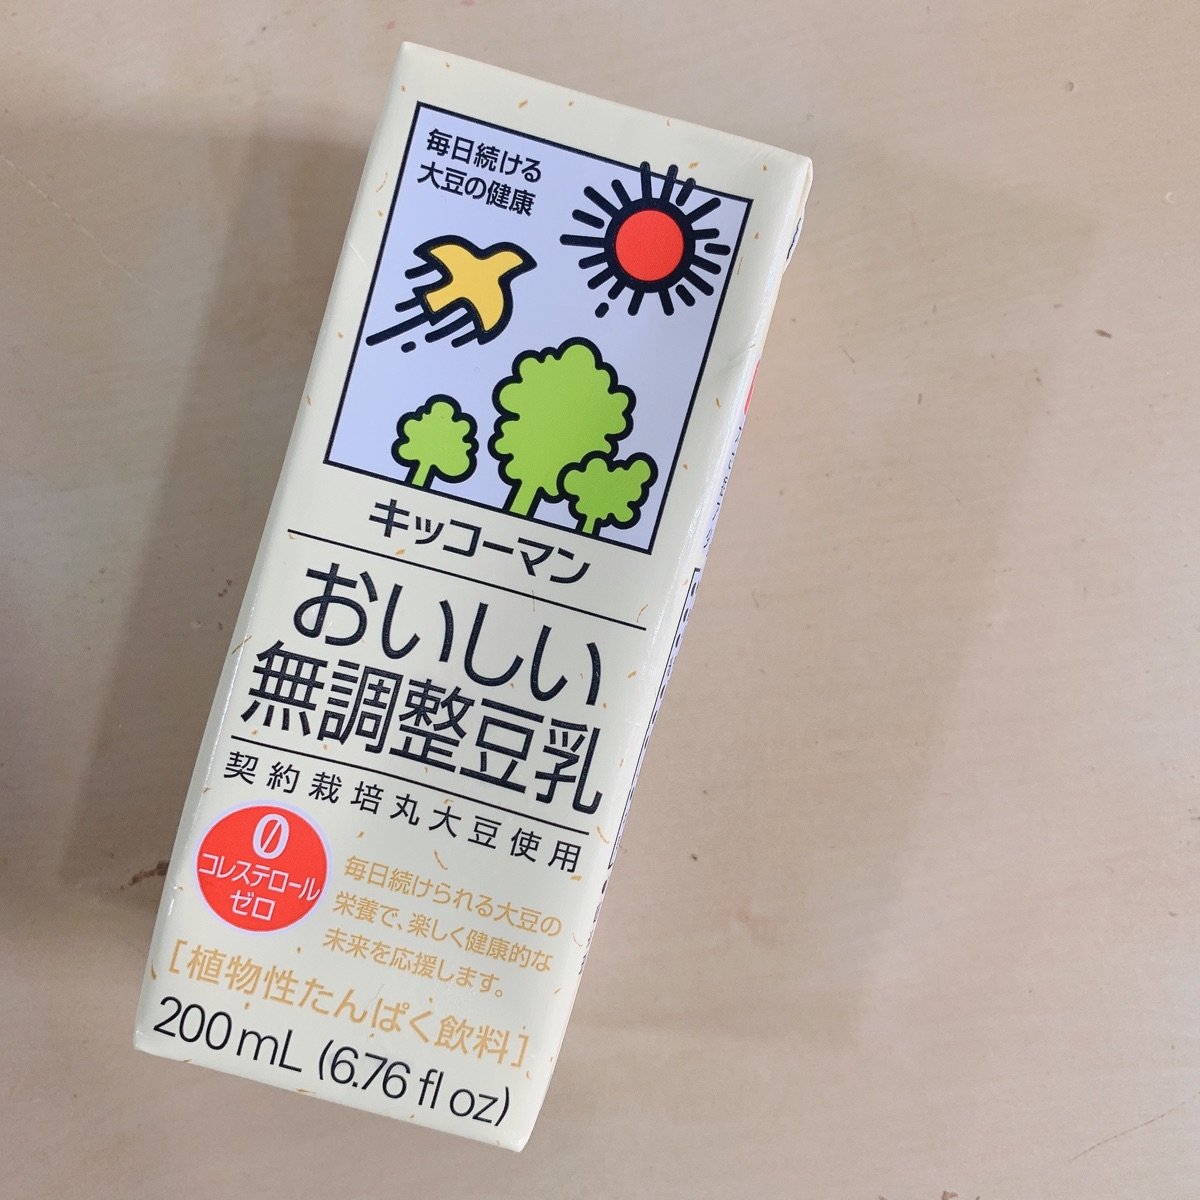 毎日続ける
大豆の健康
キッコーマン
おいしい
無調整豆乳
契約栽培丸大豆使用
0
コレステロール
ゼロ
毎日続けられる大豆の
栄養で、楽しく健康的な
未来を応援します。
[植物性たんぱく飲料]
200mL (6.76 fl oz)